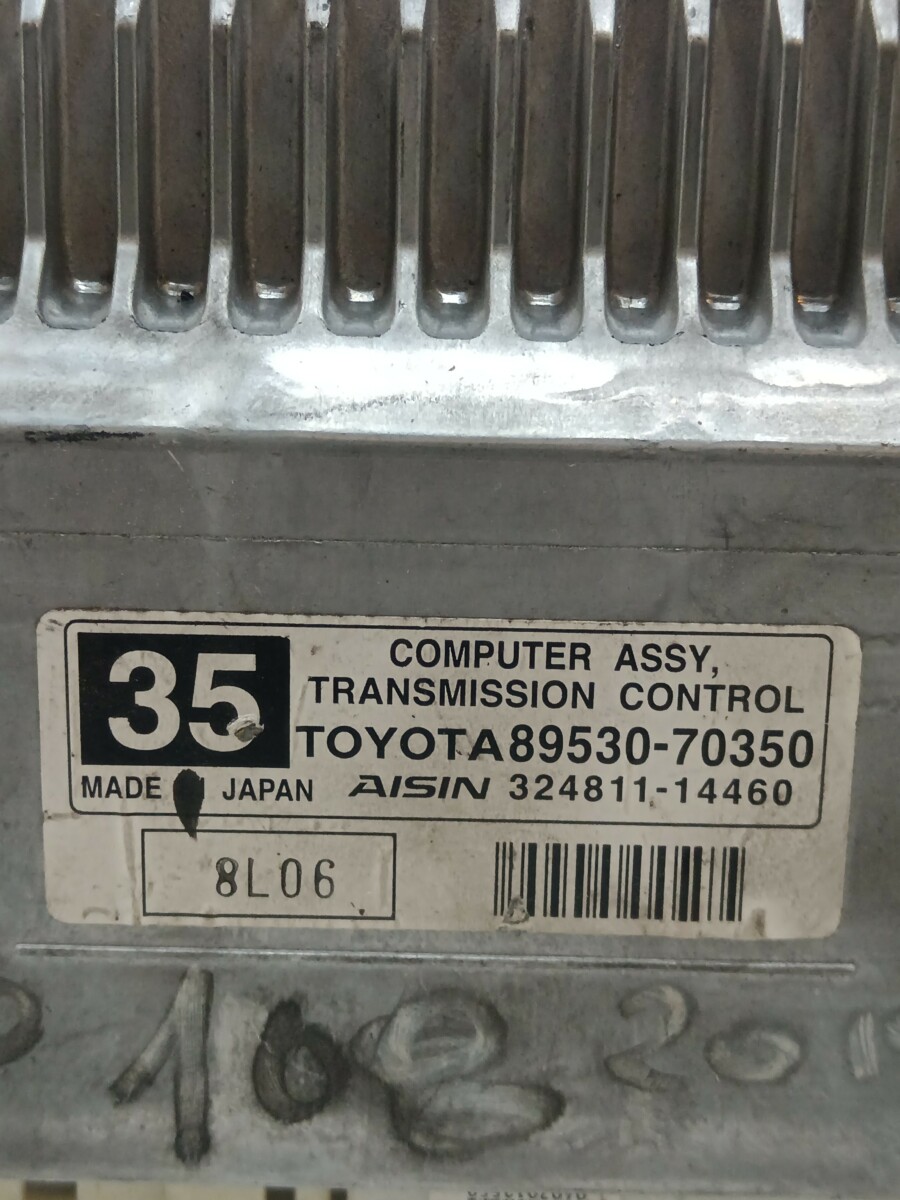 35
COMPUTER ASSY,
TRANSMISSION CONTROL
TOYOTA 89530-70350
MADE JAPAN AISIN 324811-14460
8L06